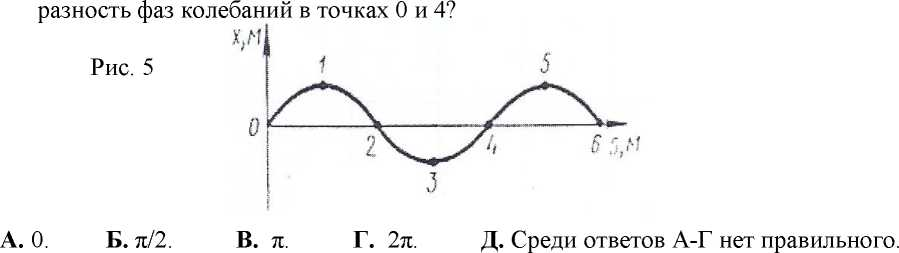 разность фаз колебаний в точках 0 и 4?
X,М
Рис. 5
1
5
0
2
4
6 S,М
3
А. 0. Б. π/2. В. π. Г. 2π. Д. Среди ответов А-Г нет правильного.